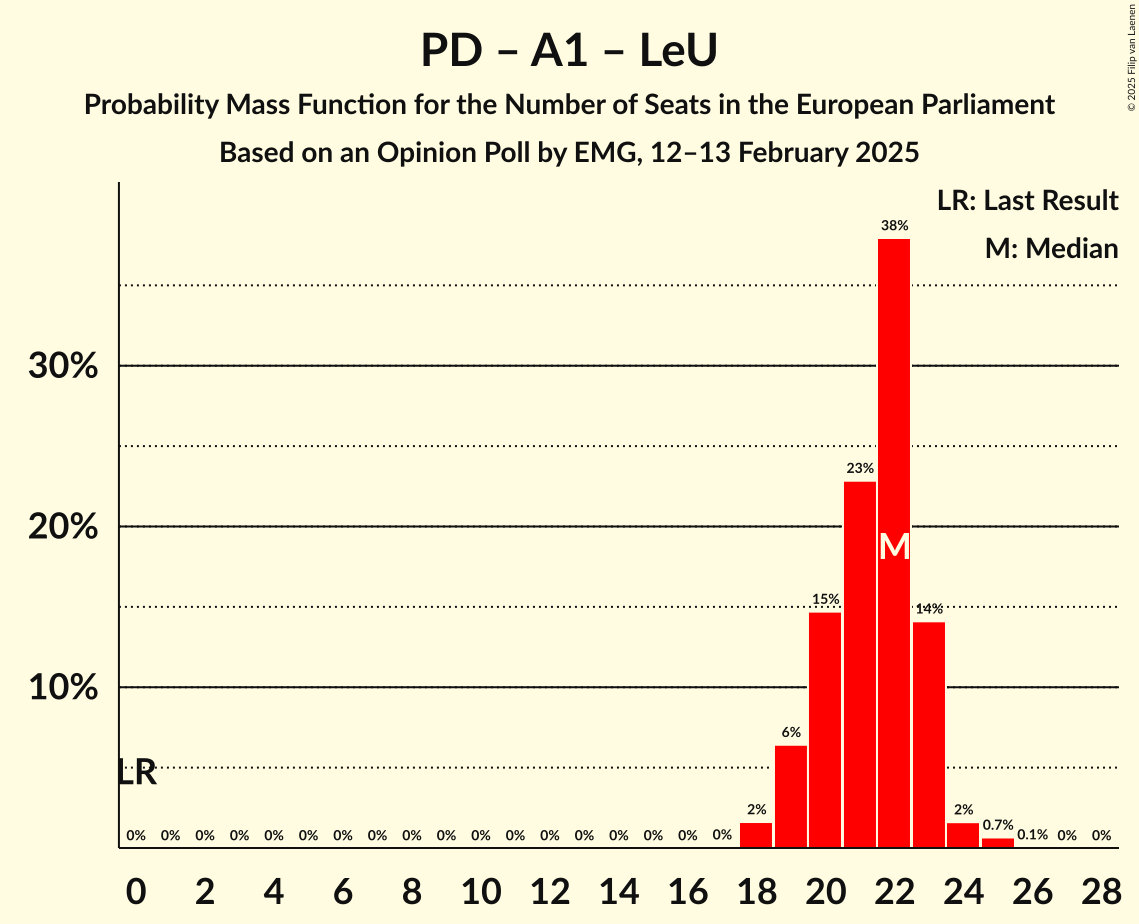 PD – A1 – LeU
Probability Mass Function for the Number of Seats in the European Parliament
Based on an Opinion Poll by EMG, 12–13 February 2025
© 2025 Filip van Laenen
LR: Last Result
M: Median
38%
30%
23%
20%
M
15%
14%
10%
6%
LR
2%
2%
0.7%
0.1%
0% 0% 0% 0% 0% 0% 0% 0% 0% 0% 0% 0% 0% 0% 0% 0% 0% 0% 0% 0%
0 2 4 6 8 10 12 14 16 18 20 22 24 26 28